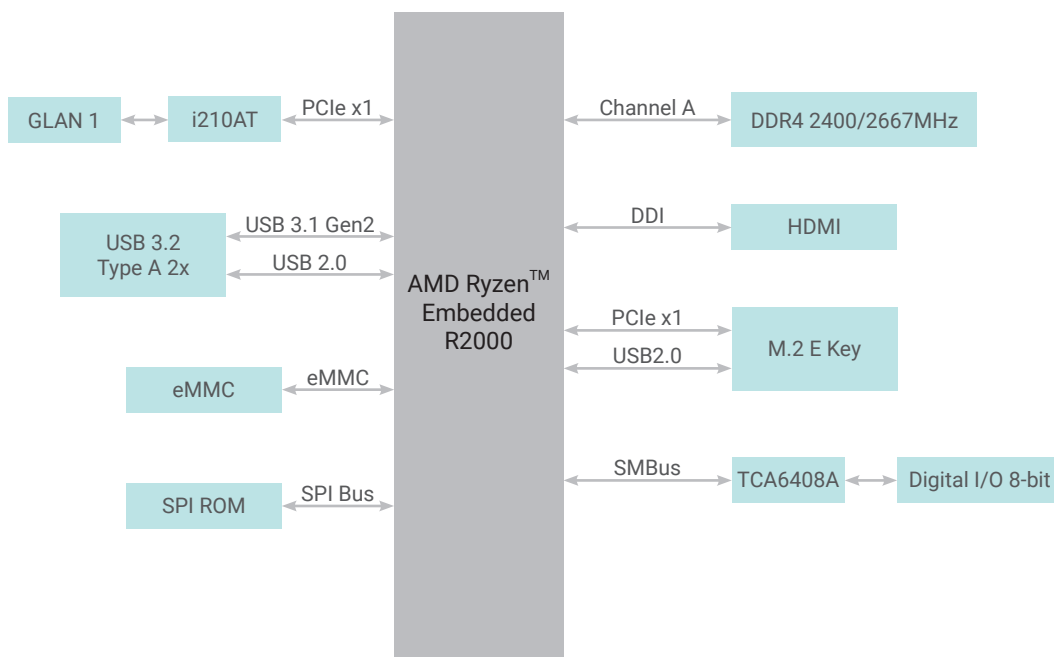 GLAN 1
i210AT
PCIe x1
USB 3.2
Type A 2x
USB 3.1 Gen2
USB 2.0
eMMC
eMMC
SPI ROM
SPI Bus
AMD Ryzen™
Embedded
R2000
Channel A
DDR4 2400/2667MHz
DDI
HDMI
PCIe x1
USB2.0
M.2 E Key
SMBus
TCA6408A
Digital I/O 8-bit